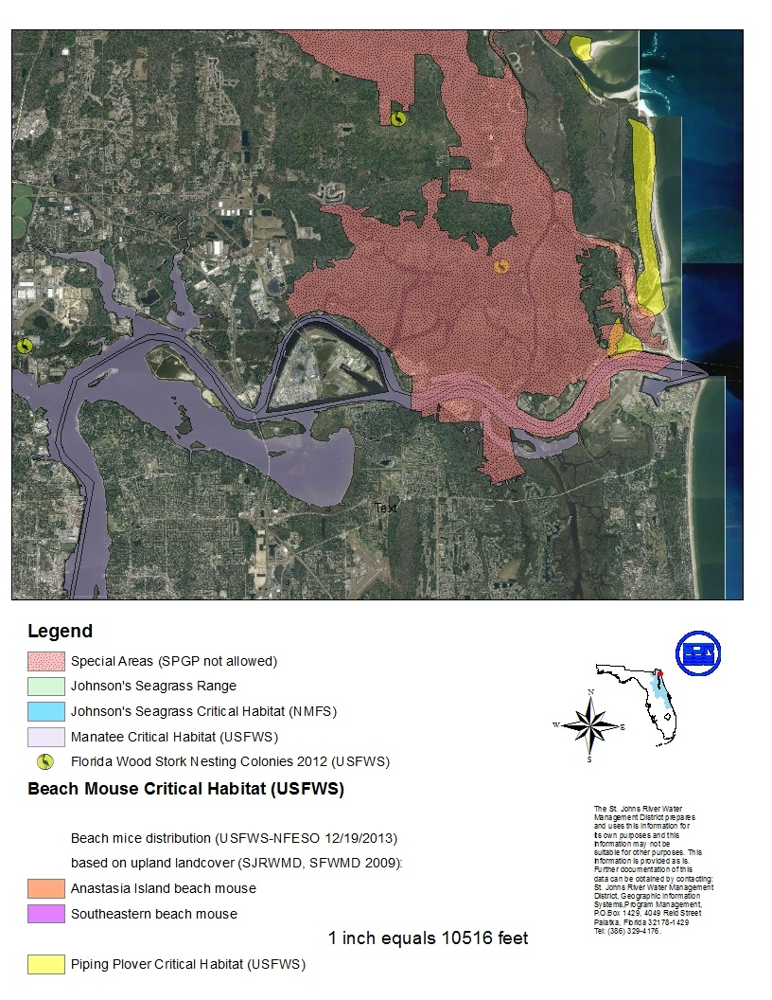 Text
Legend
Special Areas (SPGP not allowed)
Johnson's Seagrass Range
Johnson's Seagrass Critical Habitat (NMFS)
Manatee Critical Habitat (USFWS)
Florida Wood Stork Nesting Colonies 2012 (USFWS)
Beach Mouse Critical Habitat (USFWS)
Beach mice distribution (USFWS-NFESO 12/19/2013)
based on upland landcover (SJRWMD, SFWMD 2009):
Anastasia Island beach mouse
Southeastern beach mouse
1 inch equals 10516 feet
Piping Plover Critical Habitat (USFWS)
N
W
E
S
The St. Johns River Water
Management District prepares
and uses this information for
its own purposes and this
information may not be
suitable for other purposes. This
information is provided as is.
Further documentation of this
data can be obtained by contacting:
St. Johns River Water Management
District, Geographic Information
Systems,Program Management,
P.O.Box 1429, 4049 Reid Street
Palatka, Florida 32178-1429
Tel: (386) 329-4176.